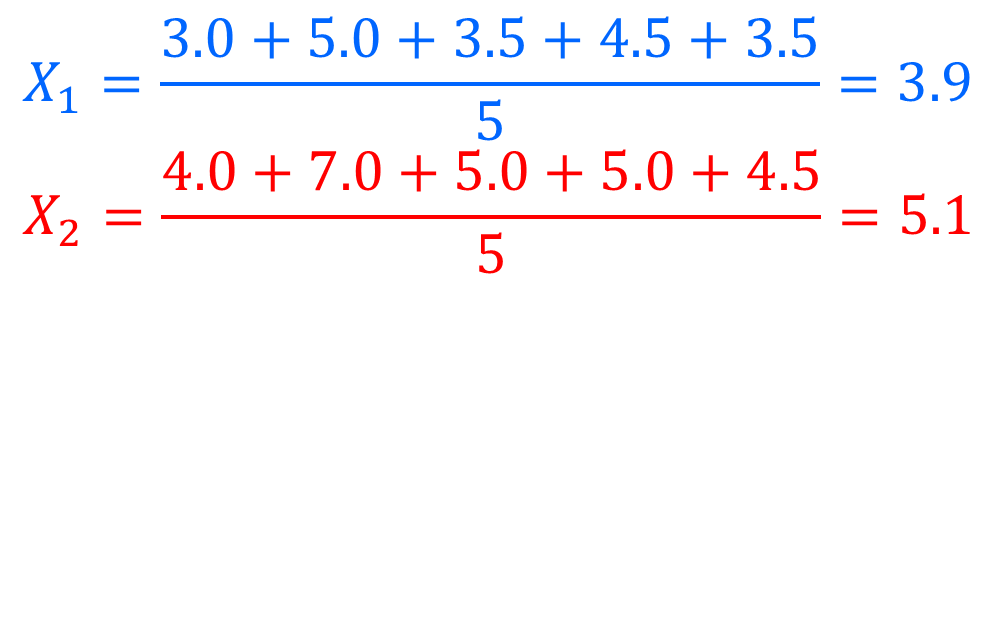 X₁ = (3.0 + 5.0 + 3.5 + 4.5 + 3.5) / 5 = 3.9
X₂ = (4.0 + 7.0 + 5.0 + 5.0 + 4.5) / 5 = 5.1